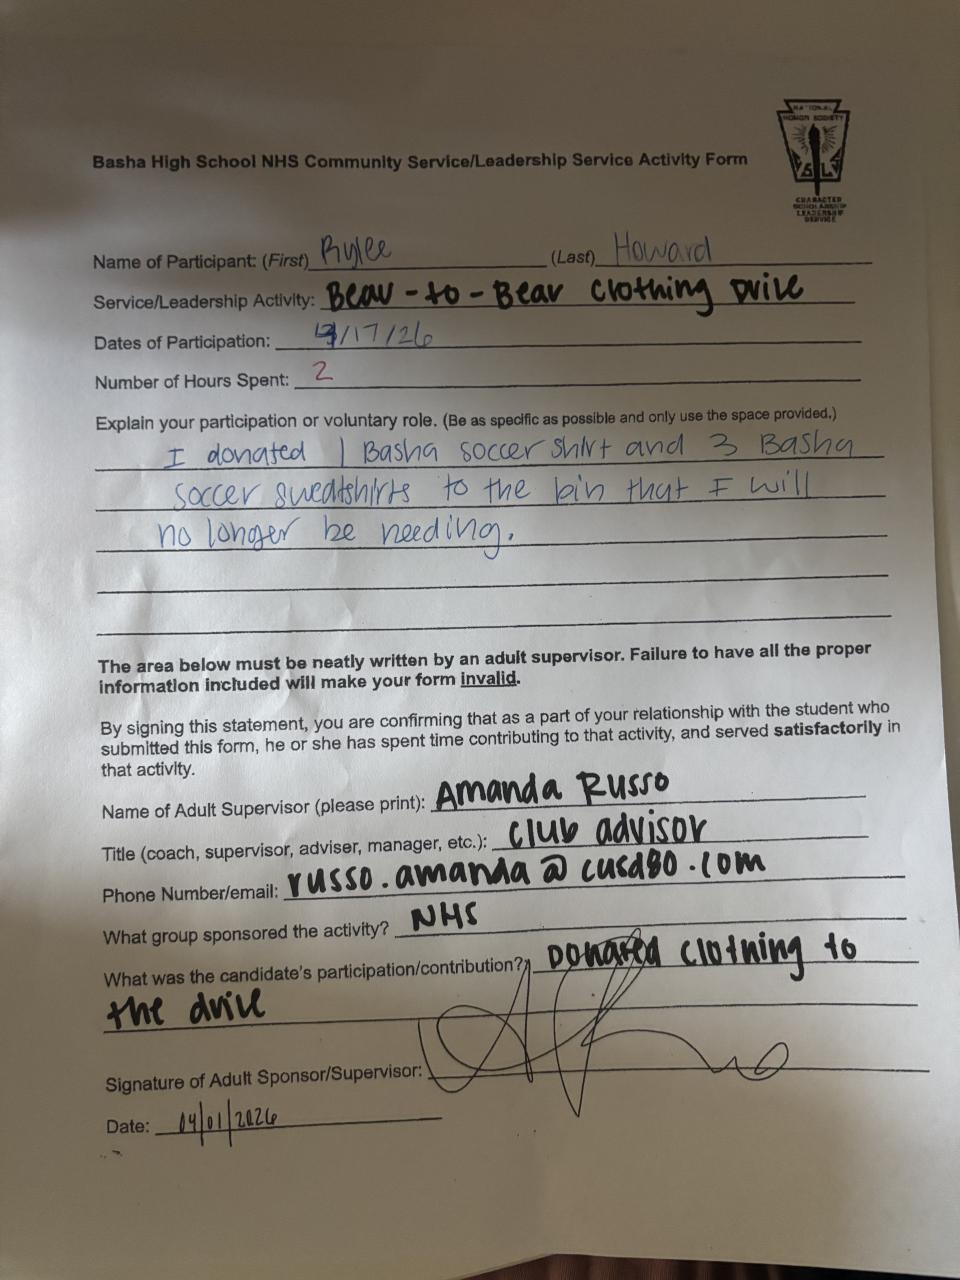 NATIONAL
HONOR SOCIETY
S L
CHARACTER
SCHOLARSHIP
LEADERSHIP
SERVICE
Basha High School NHS Community Service/Leadership Service Activity Form
Name of Participant: (First) Rylee (Last) Howard
Service/Leadership Activity: Bear-to-Bear clothing Drive
Dates of Participation: /17/26
Number of Hours Spent: 2
Explain your participation or voluntary role. (Be as specific as possible and only use the space provided.)
I donated 1 Basha soccer shirt and 3 Basha
soccer sweatshirts to the bin that I will
no longer be needing.
The area below must be neatly written by an adult supervisor. Failure to have all the proper
information included will make your form invalid.
By signing this statement, you are confirming that as a part of your relationship with the student who
submitted this form, he or she has spent time contributing to that activity, and served satisfactorily in
that activity.
Name of Adult Supervisor (please print): Amanda Russo
Title (coach, supervisor, adviser, manager, etc.): club advisor
Phone Number/email: russo.amanda@cusd80.com
What group sponsored the activity? NHS
What was the candidate's participation/contribution? Donated clothing to
the drive
Signature of Adult Sponsor/Supervisor:
Date: 04/01/2026